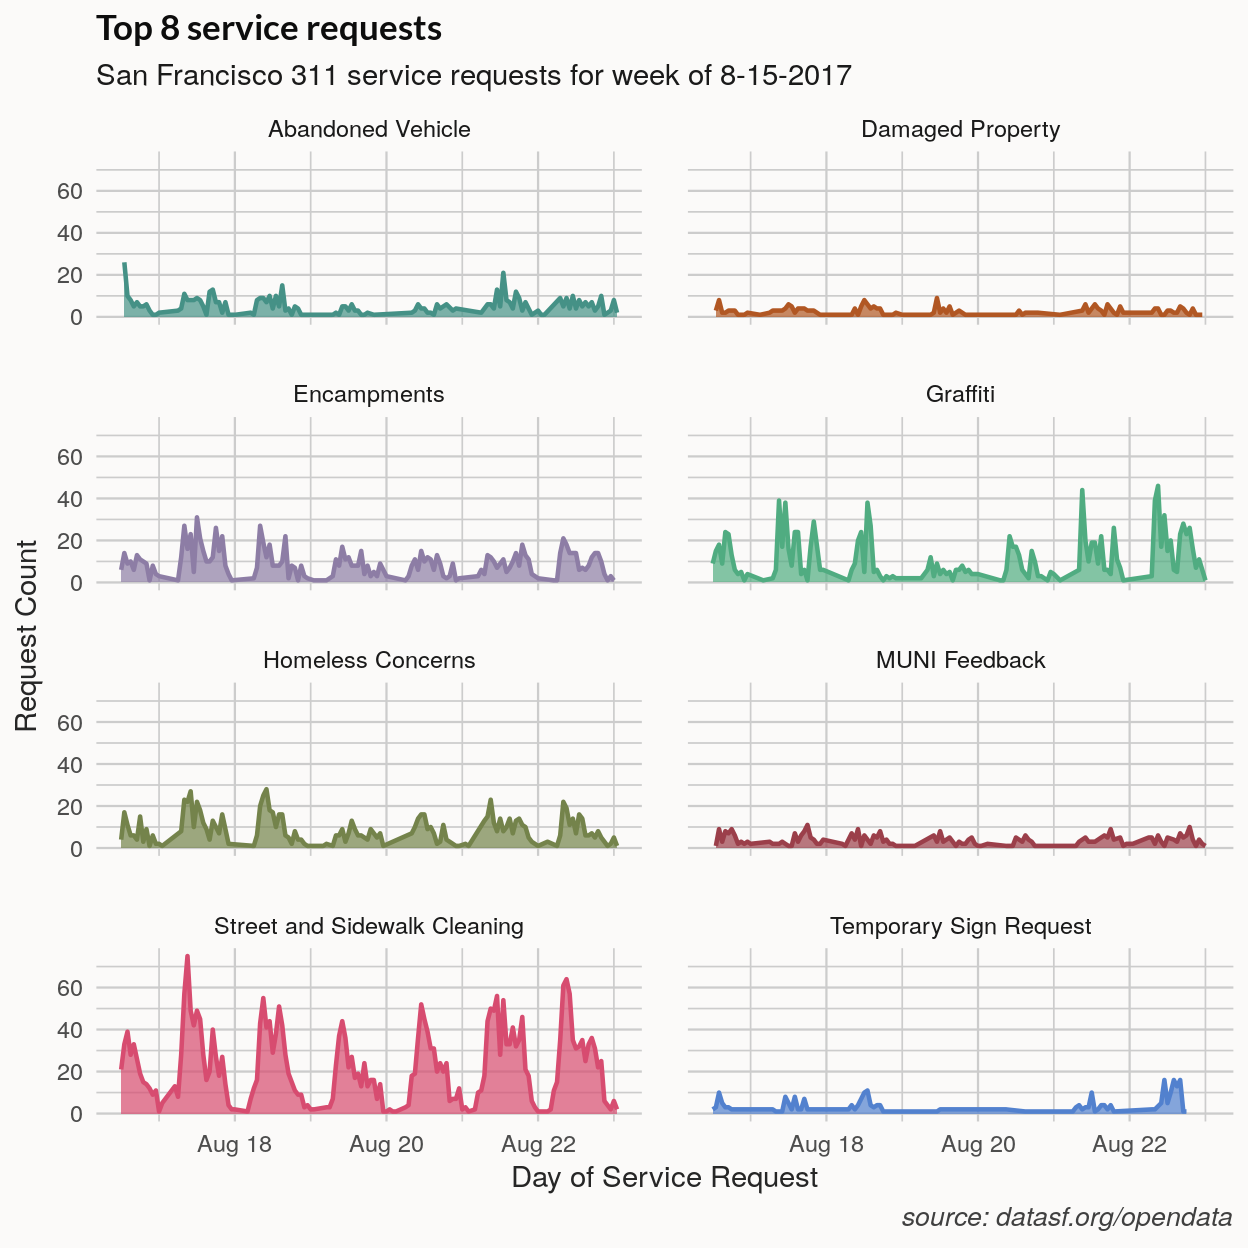 Top 8 service requests
San Francisco 311 service requests for week of 8-15-2017
Abandoned Vehicle
Damaged Property
60
40
20
0
Encampments
Graffiti
60
40
20
0
Request Count
Homeless Concerns
MUNI Feedback
60
40
20
0
Street and Sidewalk Cleaning
Temporary Sign Request
60
40
20
0
Aug 18 Aug 20 Aug 22
Aug 18 Aug 20 Aug 22
Day of Service Request
source: datasf.org/opendata